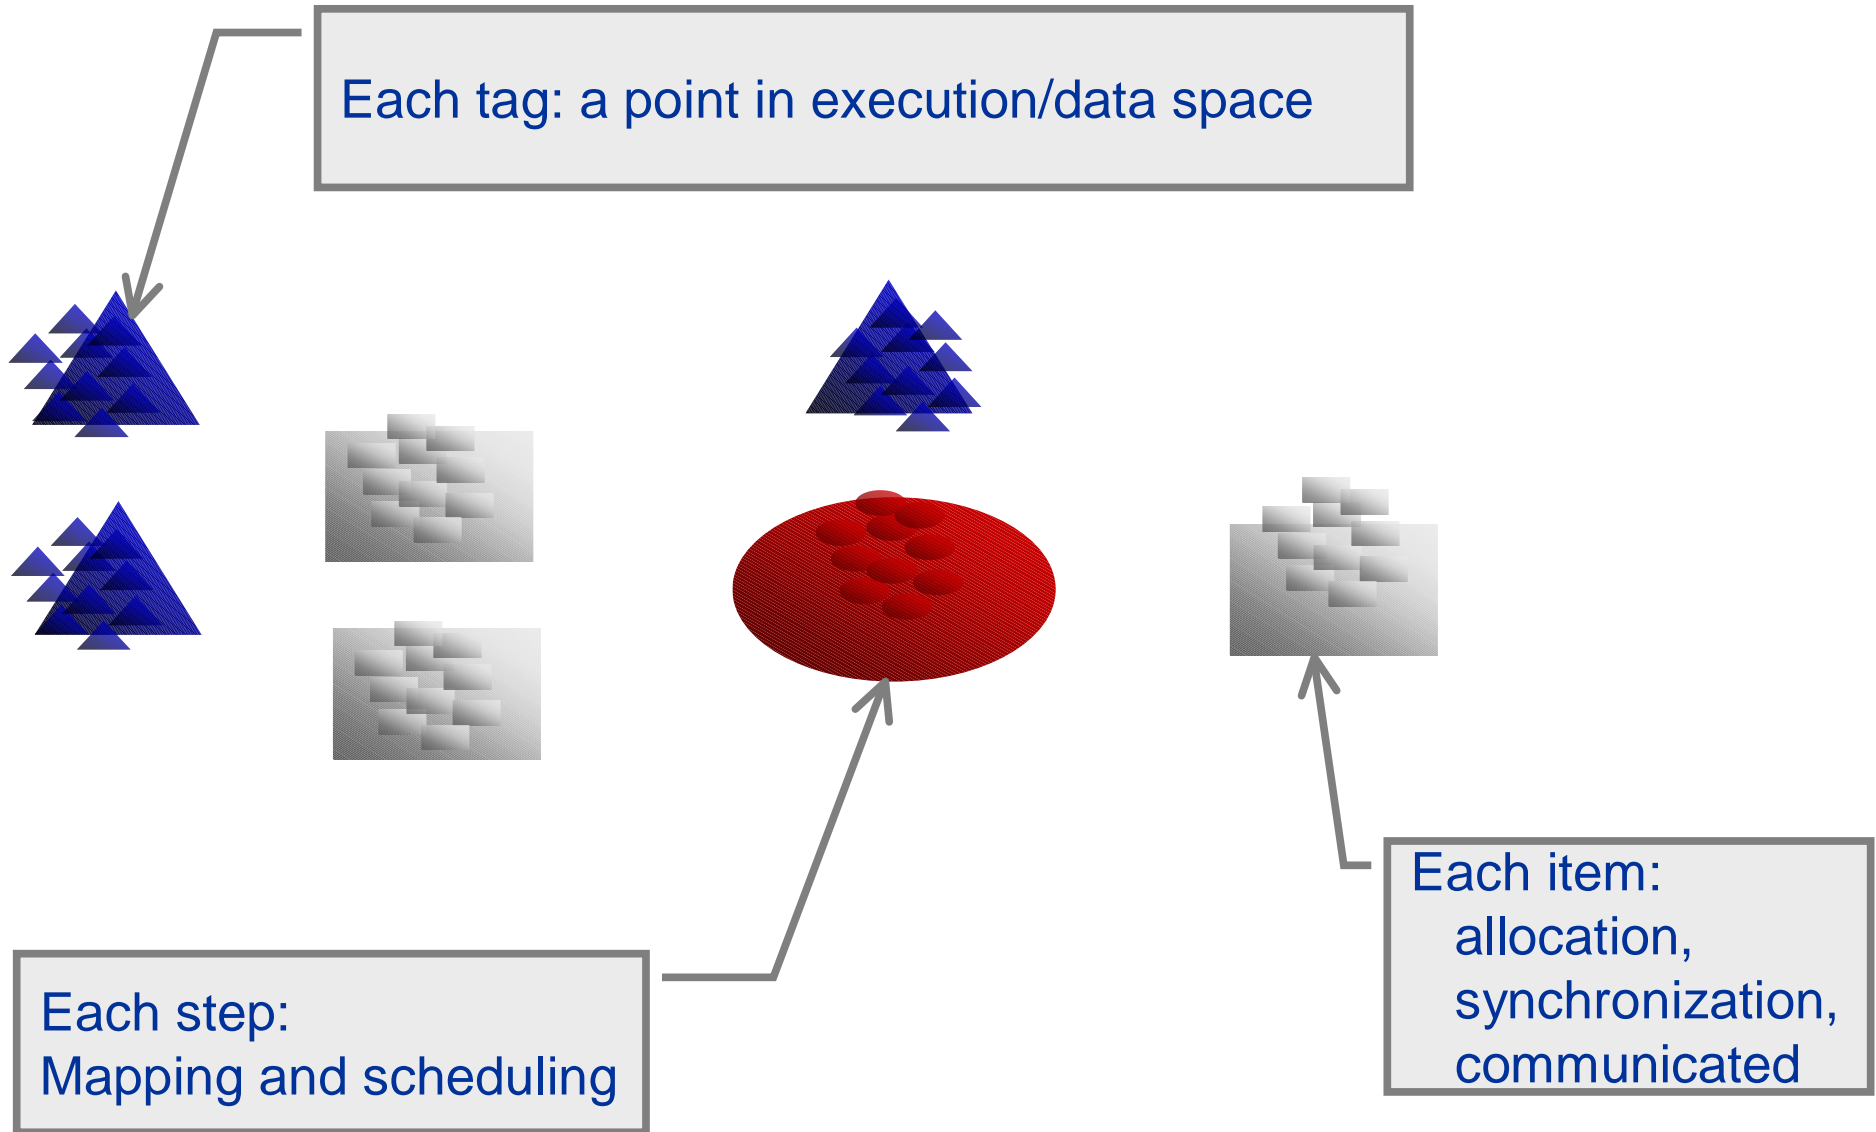 Each tag: a point in execution/data space
Each step:
Mapping and scheduling
Each item:
allocation,
synchronization,
communicated